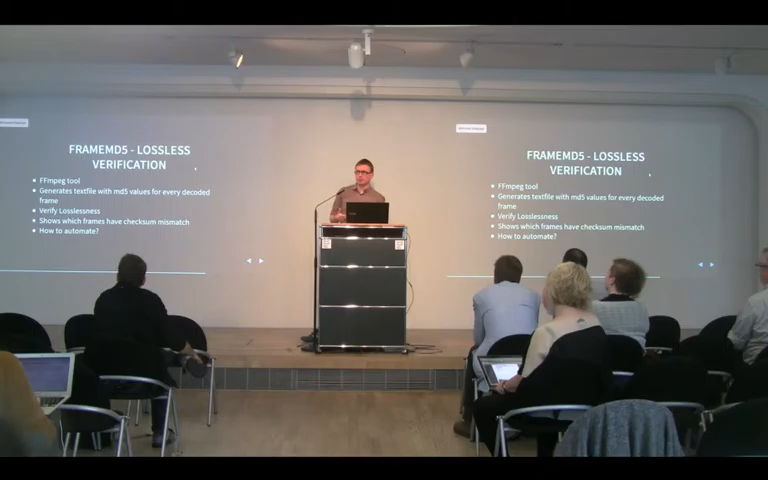 FRAMEMD5 - LOSSLESS
VERIFICATION
FFmpeg tool
Generates textfile with md5 values for every decoded
frame
Verify Losslessness
Shows which frames have checksum mismatch
How to automate?
FRAMEMD5 - LOSSLESS
VERIFICATION
FFmpeg tool
Generates textfile with md5 values for every decoded
frame
Verify Losslessness
Shows which frames have checksum mismatch
How to automate?